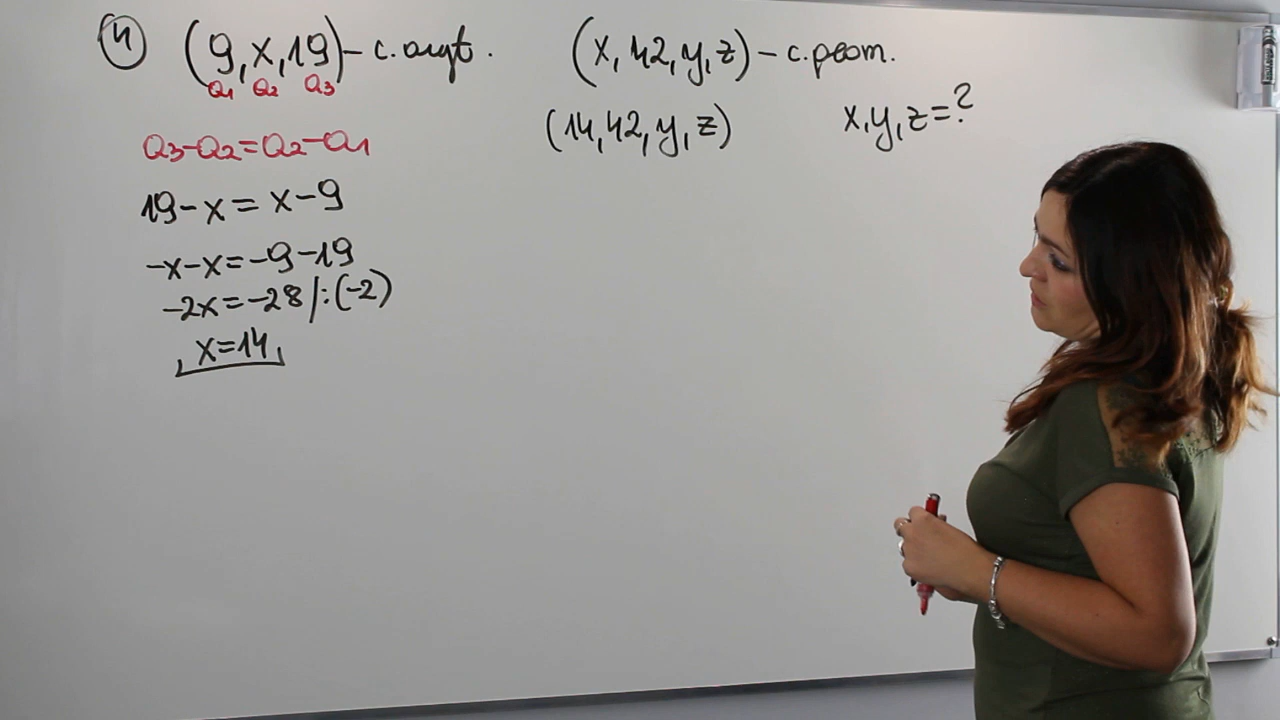 ④ (9, x, 19) - c. aryt.
a1 a2 a3
a3-a2=a2-a1
19-x=x-9
-x-x=-9-19
-2x=-28 /:(-2)
x=14
(x, 42, y, z) - c. geom.
(14, 42, y, z)
x, y, z=?